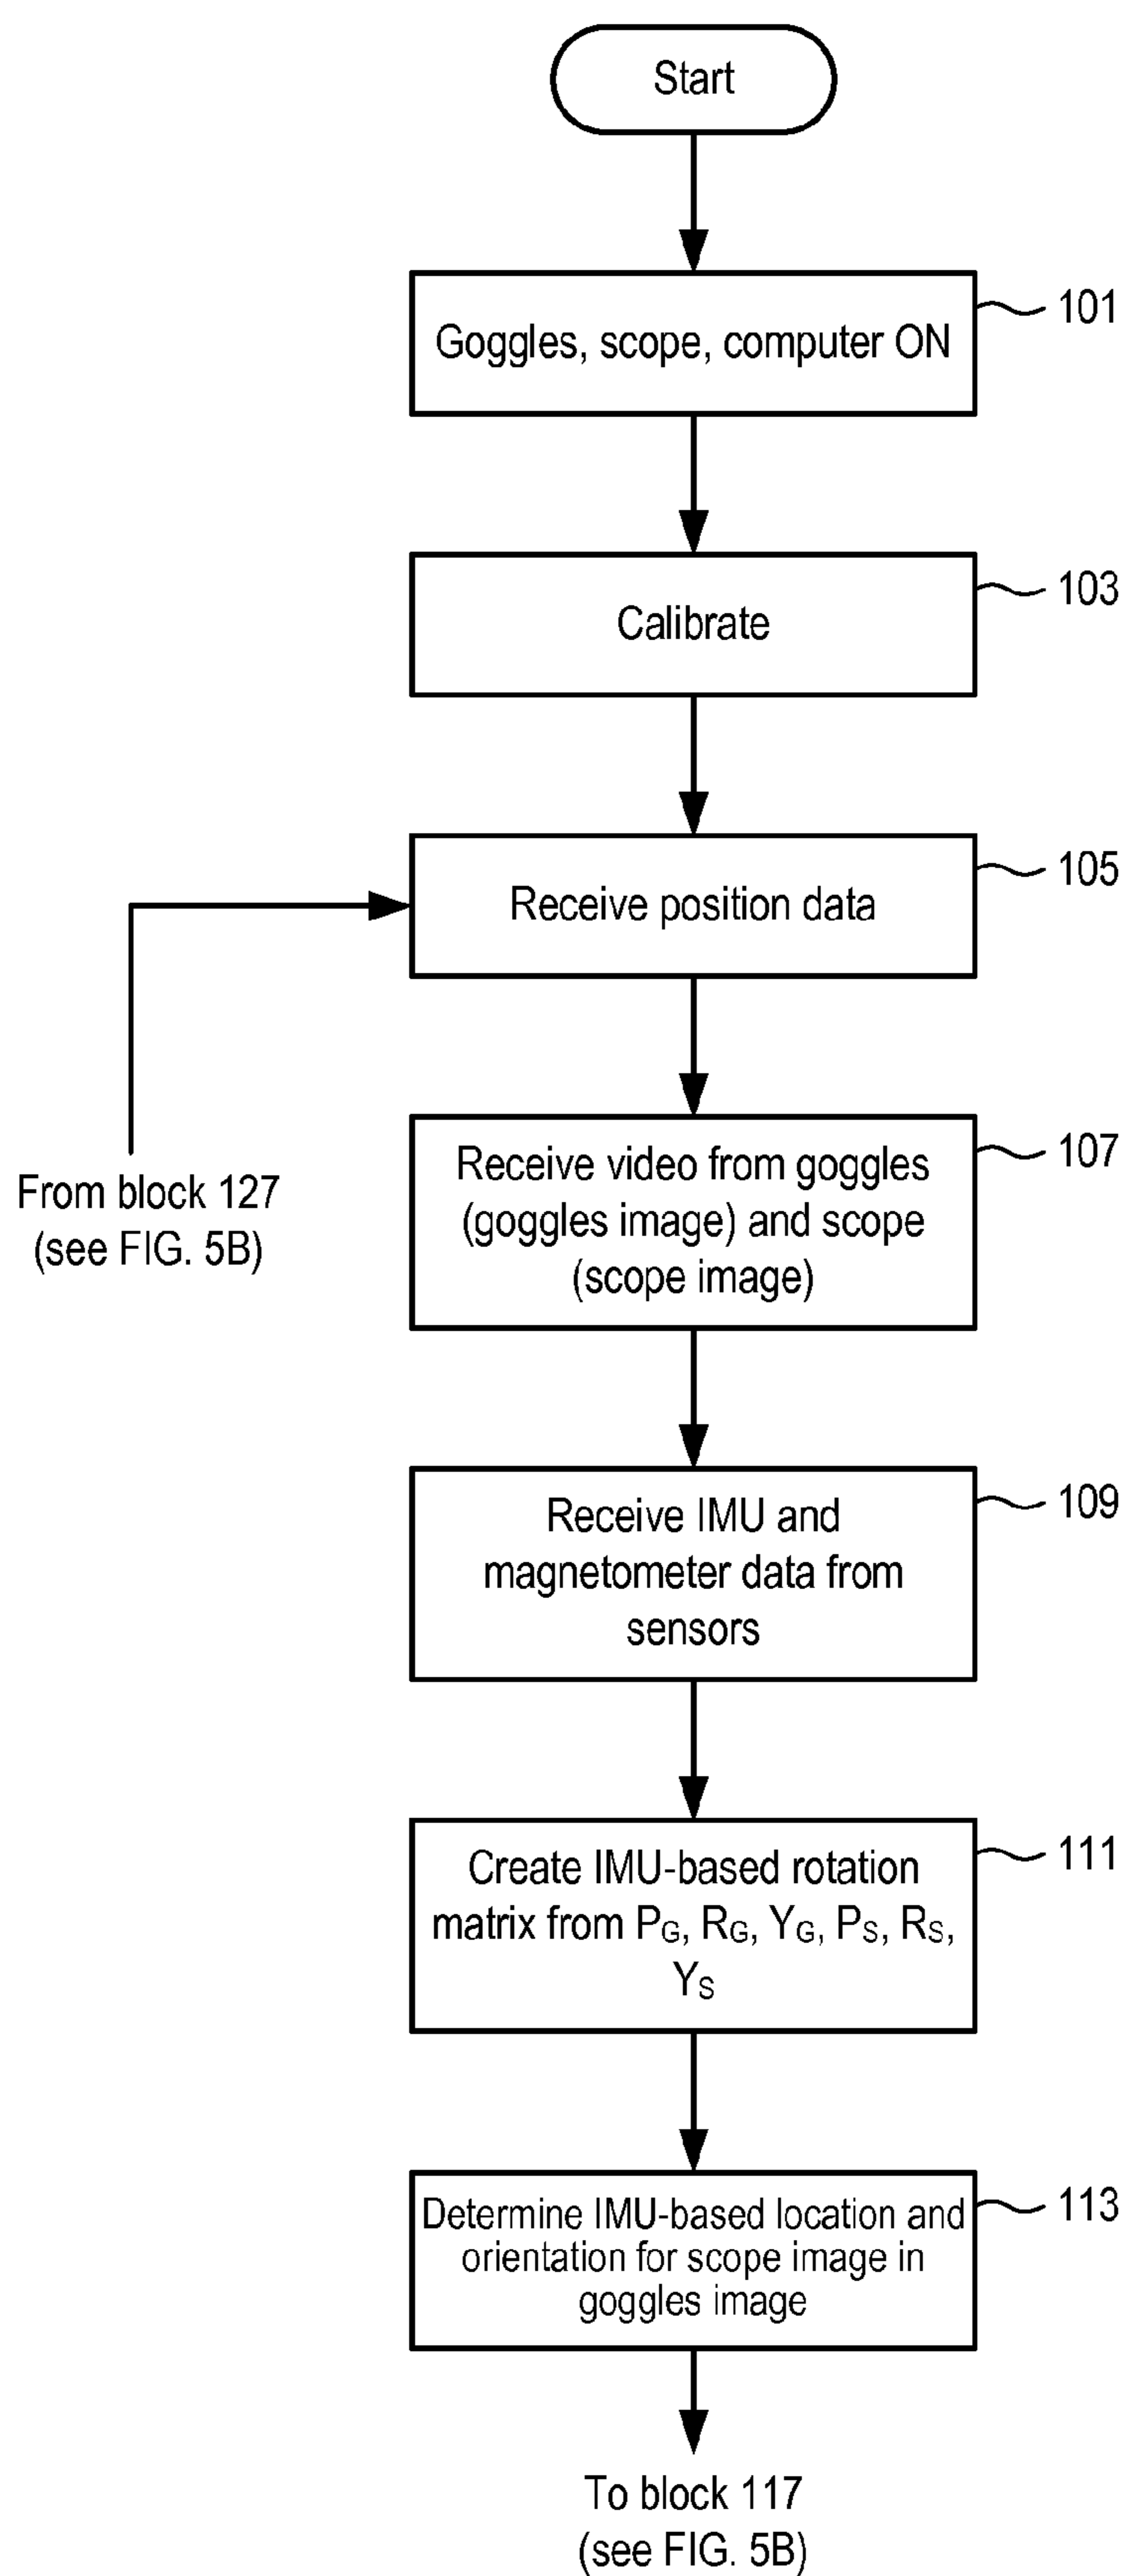 Start
Goggles, scope, computer ON
101
Calibrate
103
Receive position data
105
From block 127
(see FIG. 5B)
Receive video from goggles
(goggles image) and scope
(scope image)
107
Receive IMU and
magnetometer data from
sensors
109
Create IMU-based rotation
matrix from PG, RG, YG, PS, RS,
YS
111
Determine IMU-based location and
orientation for scope image in
goggles image
113
To block 117
(see FIG. 5B)